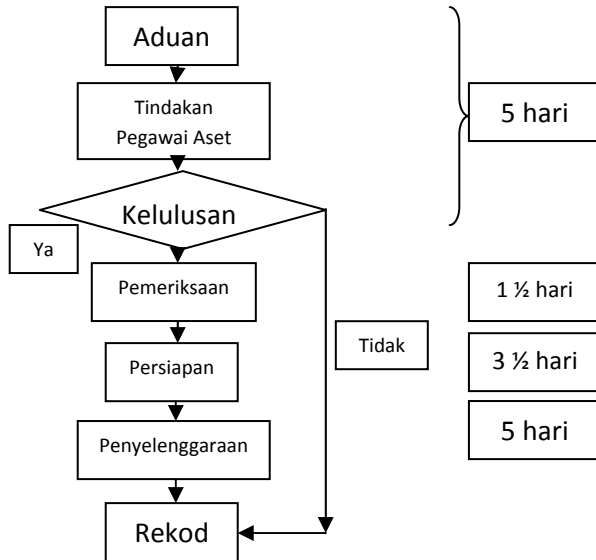 Aduan
Tindakan
Pegawai Aset
5 hari
Kelulusan
Ya
Pemeriksaan
1 ½ hari
Tidak
Persiapan
3 ½ hari
Penyelenggaraan
5 hari
Rekod